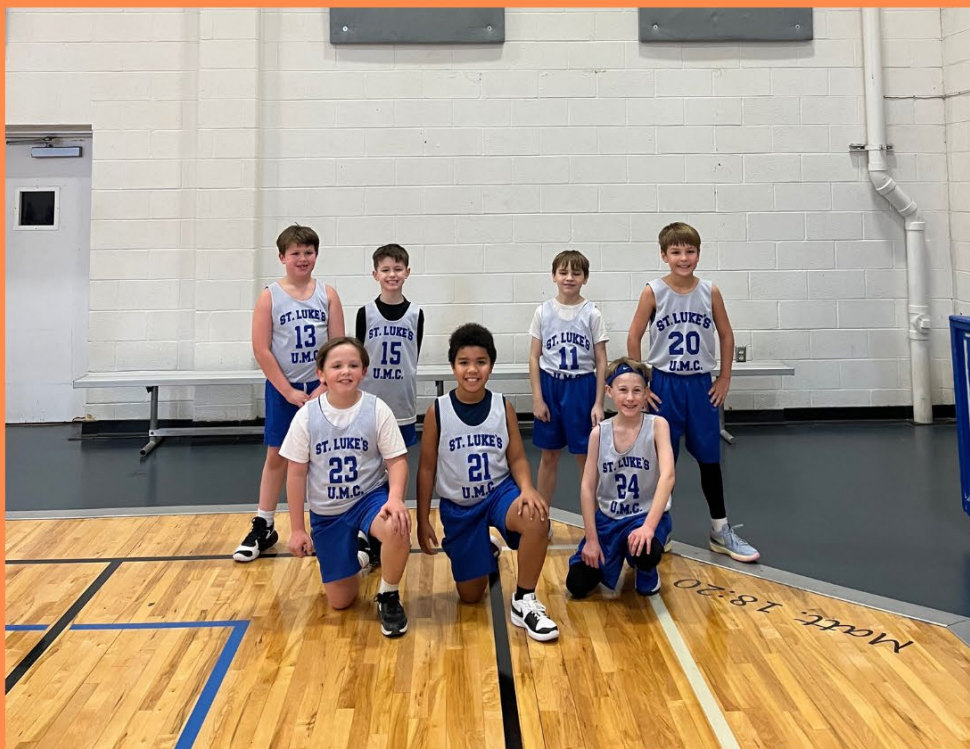 ST. LUKE'S
13
U.M.C.
ST. LUKE'S
15
U.M.C.
ST. LUKE'S
11
U.M.C.
ST. LUKE'S
20
U.M.C.
ST. LUKE'S
23
U.M.C.
ST. LUKE'S
21
U.M.C.
ST. LUKE'S
24
U.M.C.
Matt. 18:20